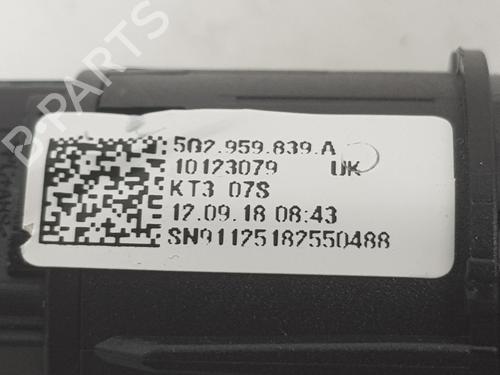 B-PARTS
5Q2.959.839.A
10123079 UK
KT3 07S
12.09.18 08:43
SN91125182550488